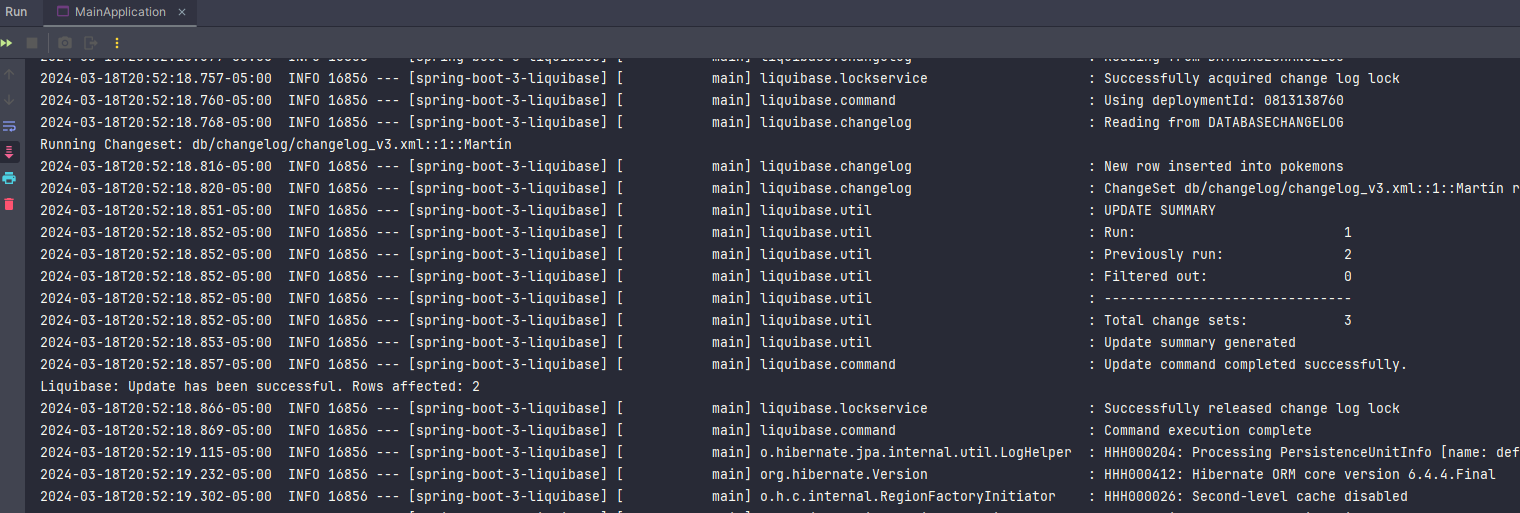 Run MainApplication ×
2024-03-18T20:52:18.757-05:00  INFO 16856 --- [spring-boot-3-liquibase] [           main] liquibase.lockservice                    : Successfully acquired change log lock
2024-03-18T20:52:18.760-05:00  INFO 16856 --- [spring-boot-3-liquibase] [           main] liquibase.command                        : Using deploymentId: 0813138760
2024-03-18T20:52:18.768-05:00  INFO 16856 --- [spring-boot-3-liquibase] [           main] liquibase.changelog                      : Reading from DATABASECHANGELOG
Running Changeset: db/changelog/changelog_v3.xml::1::Martín
2024-03-18T20:52:18.816-05:00  INFO 16856 --- [spring-boot-3-liquibase] [           main] liquibase.changelog                      : New row inserted into pokemons
2024-03-18T20:52:18.820-05:00  INFO 16856 --- [spring-boot-3-liquibase] [           main] liquibase.changelog                      : ChangeSet db/changelog/changelog_v3.xml::1::Martín r
2024-03-18T20:52:18.851-05:00  INFO 16856 --- [spring-boot-3-liquibase] [           main] liquibase.util                           : UPDATE SUMMARY
2024-03-18T20:52:18.852-05:00  INFO 16856 --- [spring-boot-3-liquibase] [           main] liquibase.util                           : Run:                          1
2024-03-18T20:52:18.852-05:00  INFO 16856 --- [spring-boot-3-liquibase] [           main] liquibase.util                           : Previously run:               2
2024-03-18T20:52:18.852-05:00  INFO 16856 --- [spring-boot-3-liquibase] [           main] liquibase.util                           : Filtered out:                 0
2024-03-18T20:52:18.852-05:00  INFO 16856 --- [spring-boot-3-liquibase] [           main] liquibase.util                           : -------------------------------
2024-03-18T20:52:18.852-05:00  INFO 16856 --- [spring-boot-3-liquibase] [           main] liquibase.util                           : Total change sets:            3
2024-03-18T20:52:18.853-05:00  INFO 16856 --- [spring-boot-3-liquibase] [           main] liquibase.util                           : Update summary generated
2024-03-18T20:52:18.857-05:00  INFO 16856 --- [spring-boot-3-liquibase] [           main] liquibase.command                        : Update command completed successfully.
Liquibase: Update has been successful. Rows affected: 2
2024-03-18T20:52:18.866-05:00  INFO 16856 --- [spring-boot-3-liquibase] [           main] liquibase.lockservice                    : Successfully released change log lock
2024-03-18T20:52:18.869-05:00  INFO 16856 --- [spring-boot-3-liquibase] [           main] liquibase.command                        : Command execution complete
2024-03-18T20:52:19.115-05:00  INFO 16856 --- [spring-boot-3-liquibase] [           main] o.hibernate.jpa.internal.util.LogHelper  : HHH000204: Processing PersistenceUnitInfo [name: def
2024-03-18T20:52:19.232-05:00  INFO 16856 --- [spring-boot-3-liquibase] [           main] org.hibernate.Version                    : HHH000412: Hibernate ORM core version 6.4.4.Final
2024-03-18T20:52:19.302-05:00  INFO 16856 --- [spring-boot-3-liquibase] [           main] o.h.c.internal.RegionFactoryInitiator    : HHH000026: Second-level cache disabled